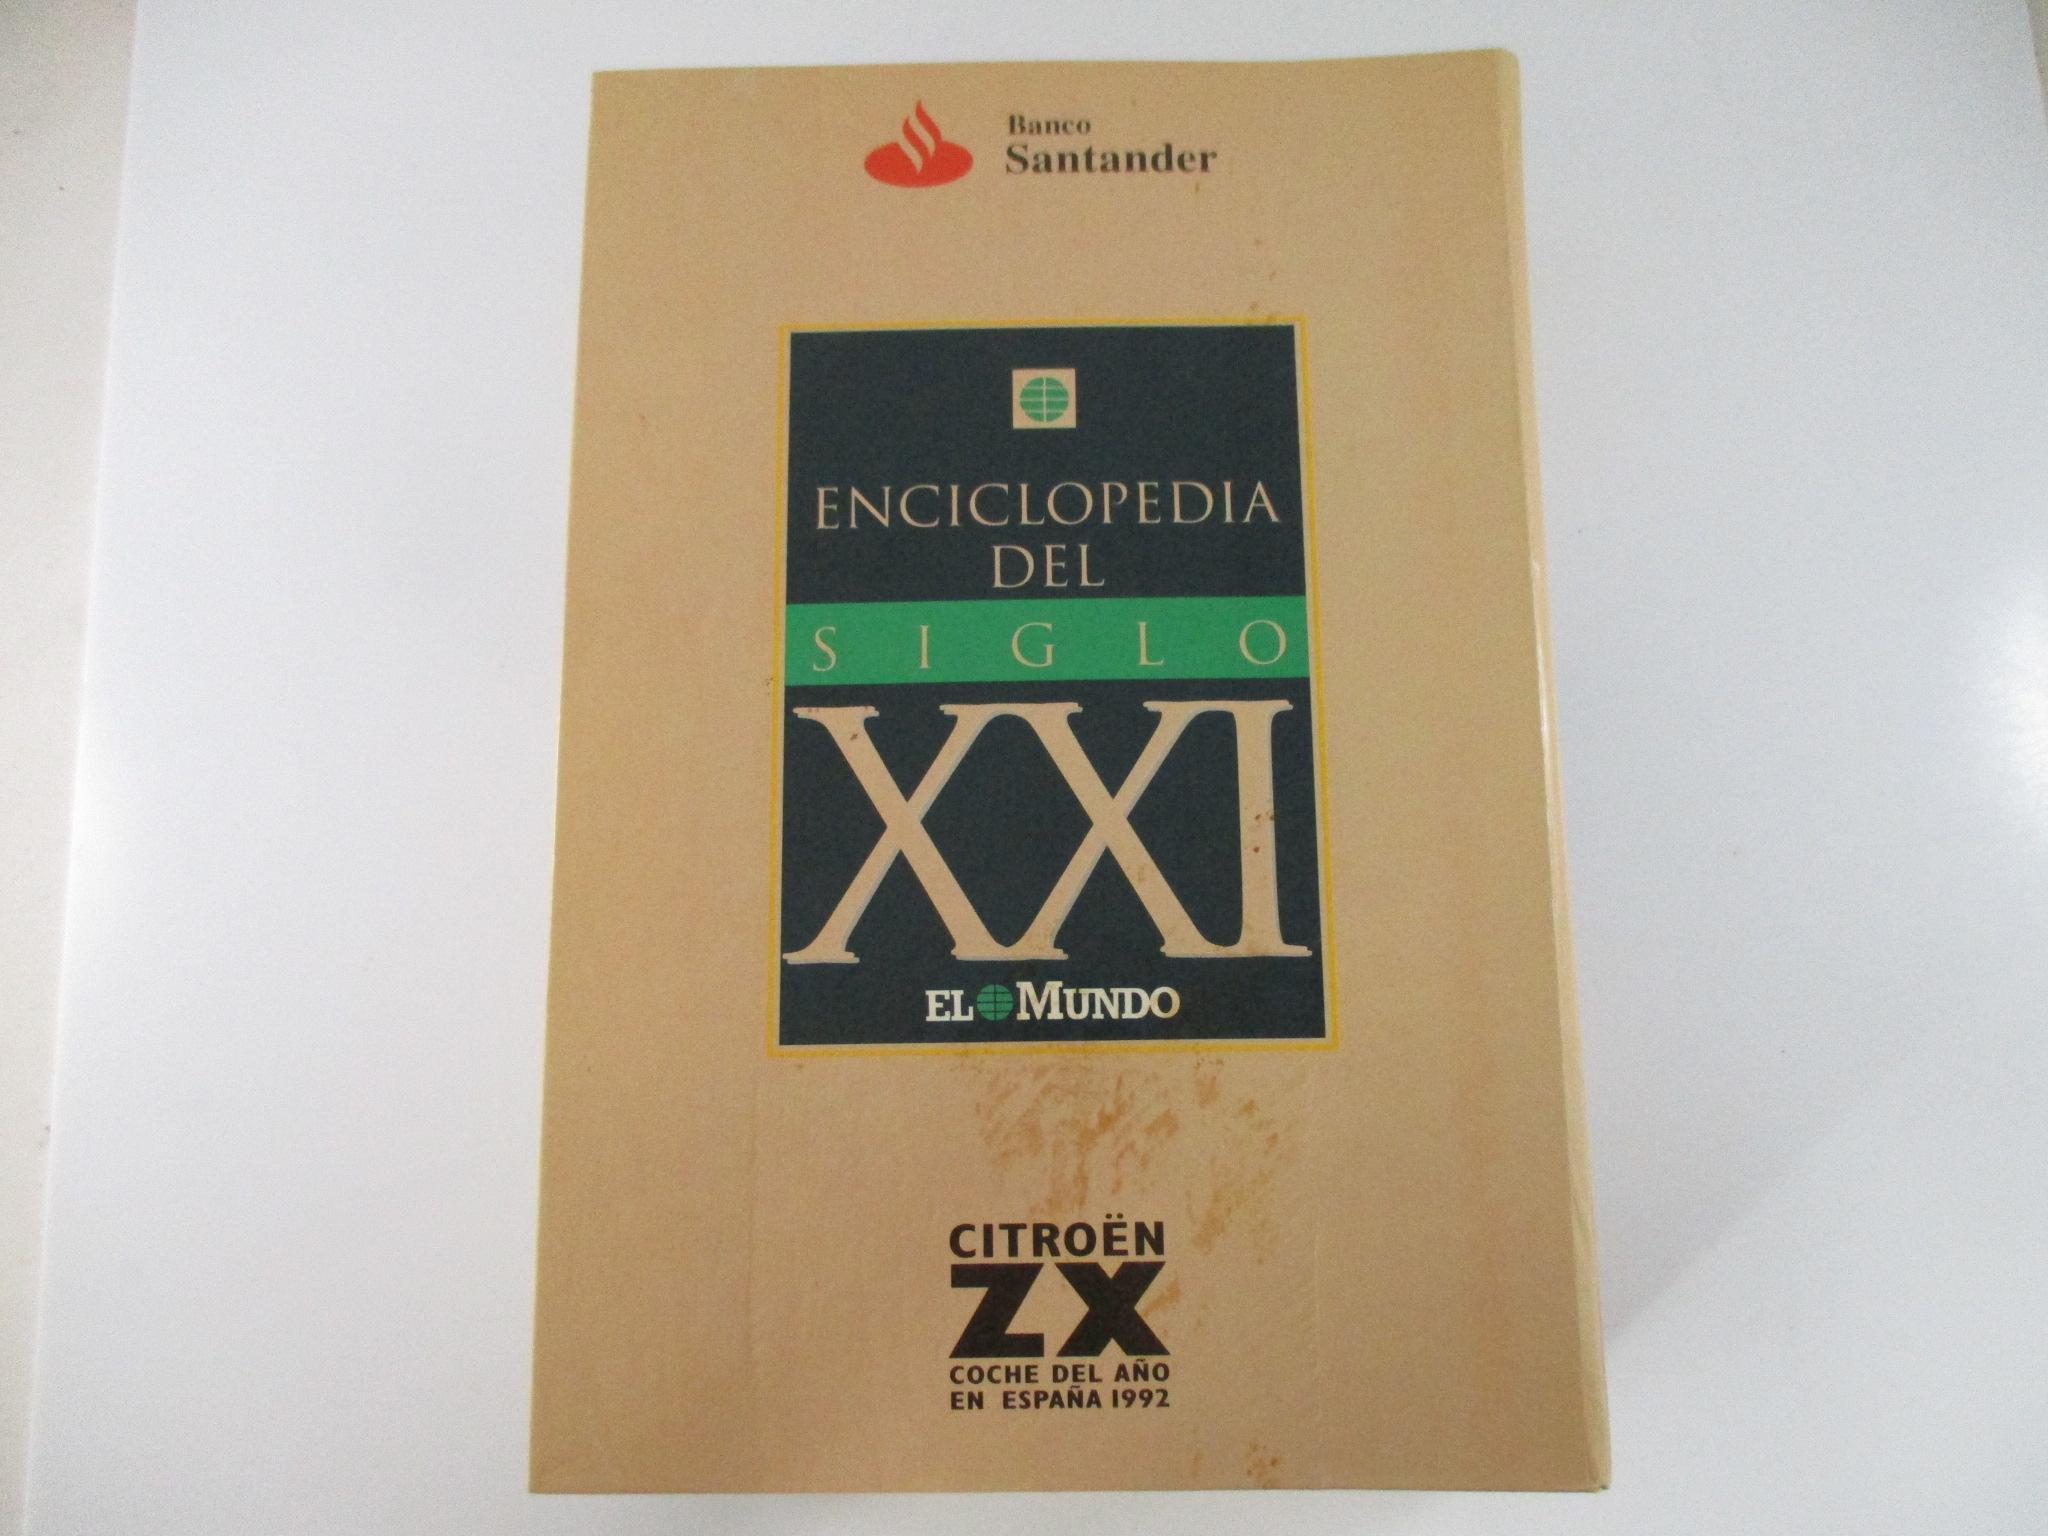 Banco
Santander
ENCICLOPEDIA
DEL
SIGLO
XXI
EL MUNDO
CITROËN
ZX
COCHE DEL AÑO
EN ESPAÑA 1992